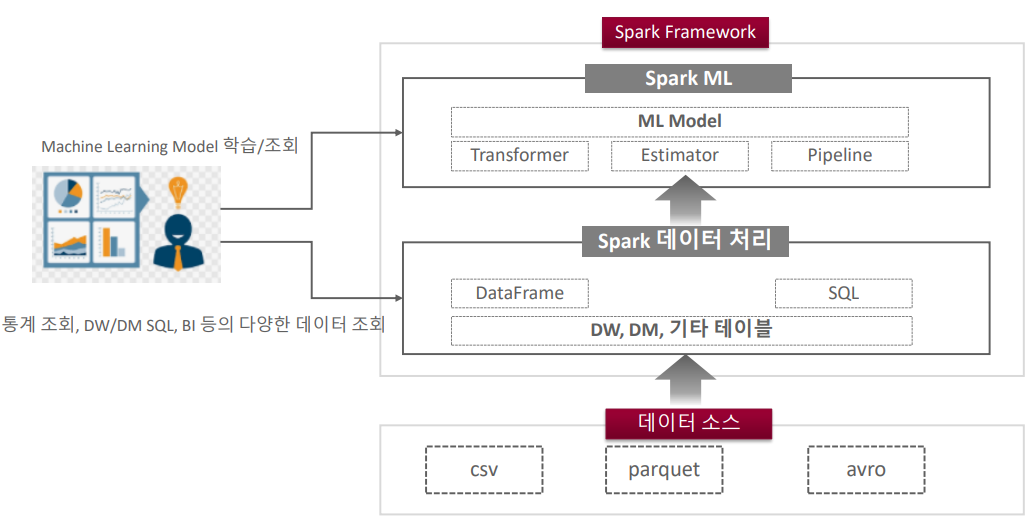 Spark Framework
Spark ML
ML Model
Transformer
Estimator
Pipeline
Machine Learning Model 학습/조회
Spark 데이터 처리
DataFrame
SQL
DW, DM, 기타 테이블
통계 조회, DW/DM SQL, BI 등의 다양한 데이터 조회
데이터 소스
csv
parquet
avro